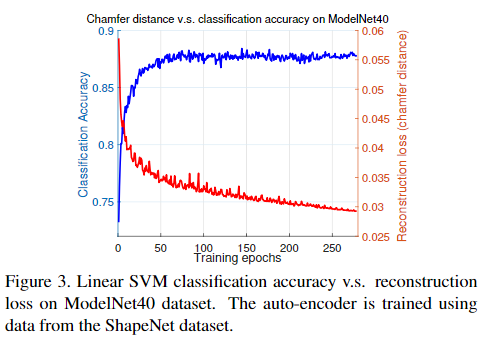 Chamfer distance v.s. classification accuracy on ModelNet40
Classification Accuracy
0.9
0.85
0.8
0.75
0.06
0.055
0.05
0.045
0.04
0.035
0.03
0.025
Reconstruction loss (chamfer distance)
0 50 100 150 200 250
Training epochs
Figure 3. Linear SVM classification accuracy v.s. reconstruction
loss on ModelNet40 dataset. The auto-encoder is trained using
data from the ShapeNet dataset.